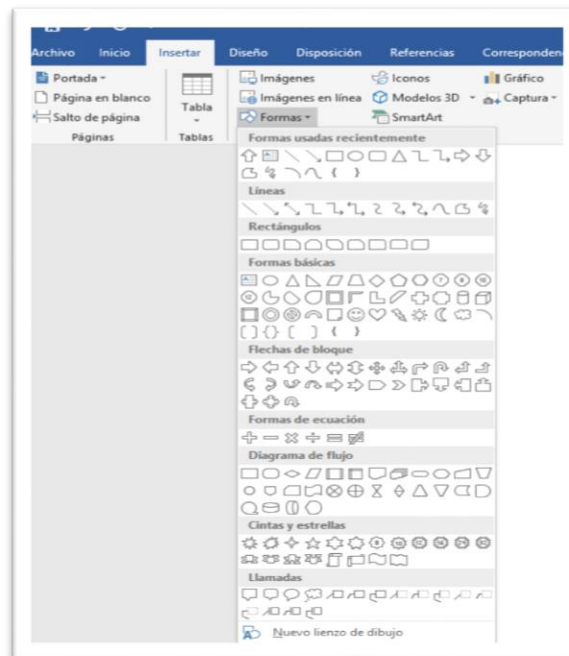 Archivo Inicio Insertar Diseño Disposición Referencias Corresponden
Portada
Página en blanco
Salto de página
Páginas
Tabla
Tablas
Imágenes
Imágenes en línea
Formas
Iconos
Modelos 3D
SmartArt
Gráfico
Captura
Formas usadas recientemente
Líneas
Rectángulos
Formas básicas
Flechas de bloque
Formas de ecuación
Diagrama de flujo
Cintas y estrellas
Llamadas
Nuevo lienzo de dibujo